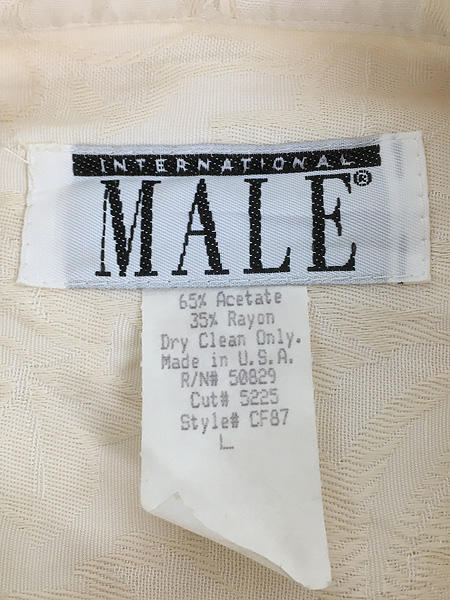 INTERNATIONAL
MALE®
65% Acetate
35% Rayon
Dry Clean Only.
Made in U.S.A.
R/N# 50829
Cut# 5225
Style# CF87
L